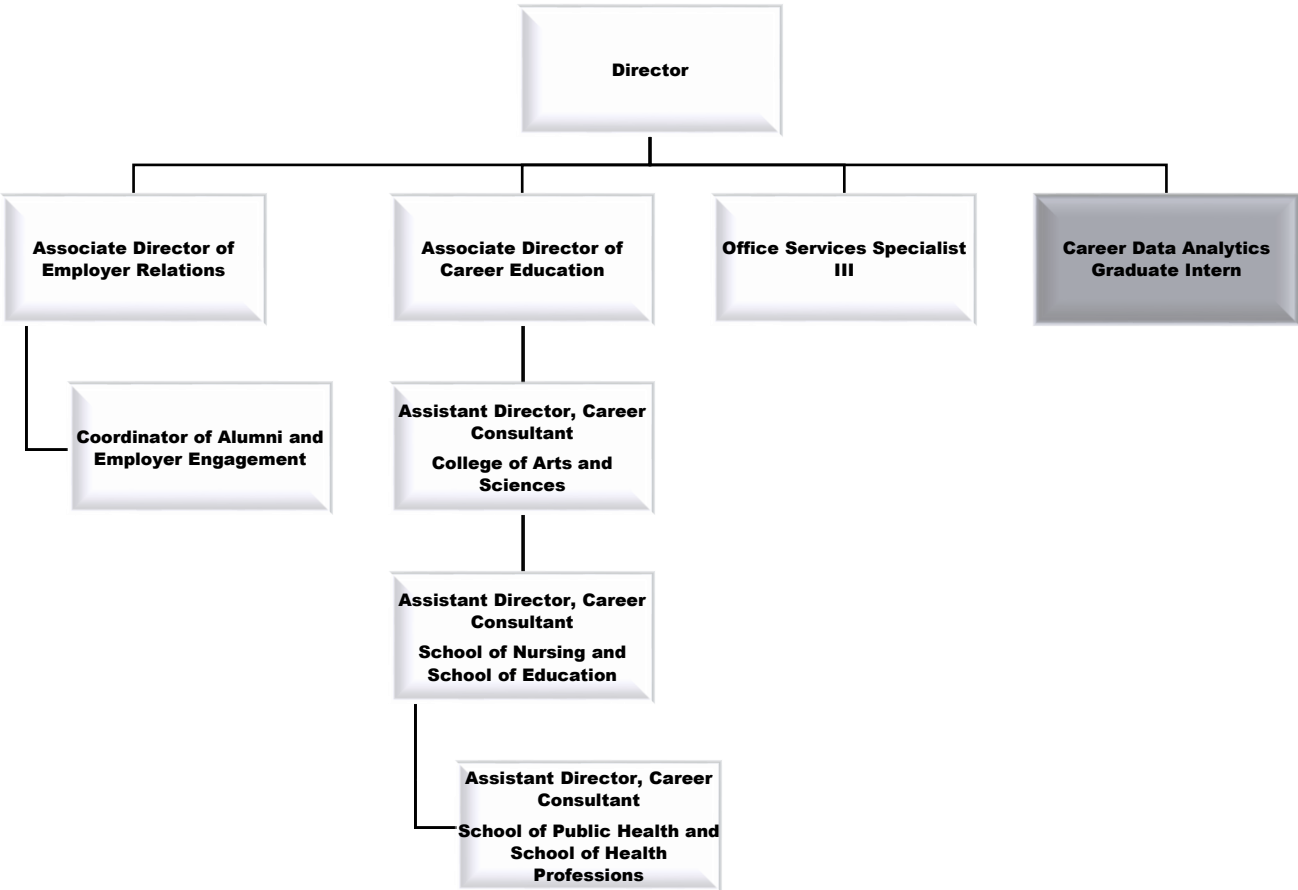 Director
Associate Director of
Employer Relations
Associate Director of
Career Education
Office Services Specialist
III
Career Data Analytics
Graduate Intern
Coordinator of Alumni and
Employer Engagement
Assistant Director, Career
Consultant
College of Arts and
Sciences
Assistant Director, Career
Consultant
School of Nursing and
School of Education
Assistant Director, Career
Consultant
School of Public Health and
School of Health
Professions